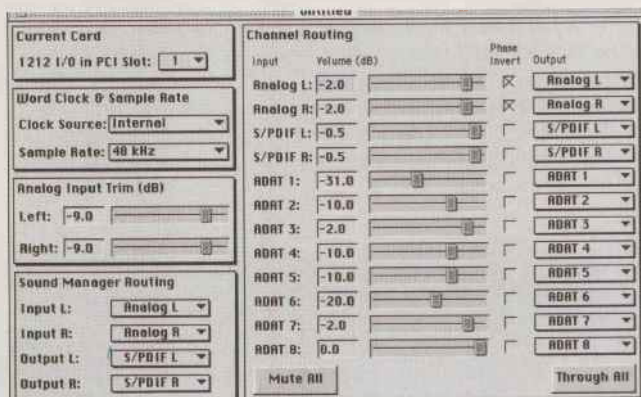 untitled
Current Card
1212 I/O in PCI Slot: 1
Word Clock & Sample Rate
Clock Source: Internal
Sample Rate: 48 kHz
Analog Input Trim (dB)
Left: -9.0
Right: -9.0
Sound Manager Routing
Input L: Analog L
Input R: Analog R
Output L: S/PDIF L
Output R: S/PDIF R
Channel Routing
Input Volume (dB) Phase Invert Output
Analog L: -2.0 Analog L
Analog R: -2.0 Analog R
S/PDIF L: -0.5 S/PDIF L
S/PDIF R: -0.5 S/PDIF R
ADAT 1: -31.0 ADAT 1
ADAT 2: -10.0 ADAT 2
ADAT 3: -2.0 ADAT 3
ADAT 4: -10.0 ADAT 4
ADAT 5: -10.0 ADAT 5
ADAT 6: -20.0 ADAT 6
ADAT 7: -2.0 ADAT 7
ADAT 8: 0.0 ADAT 8
Mute All Through All